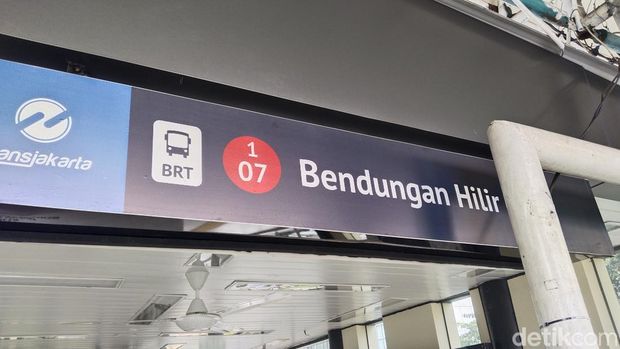 ansjakarta
BRT
1
07
Bendungan Hilir
detikcom